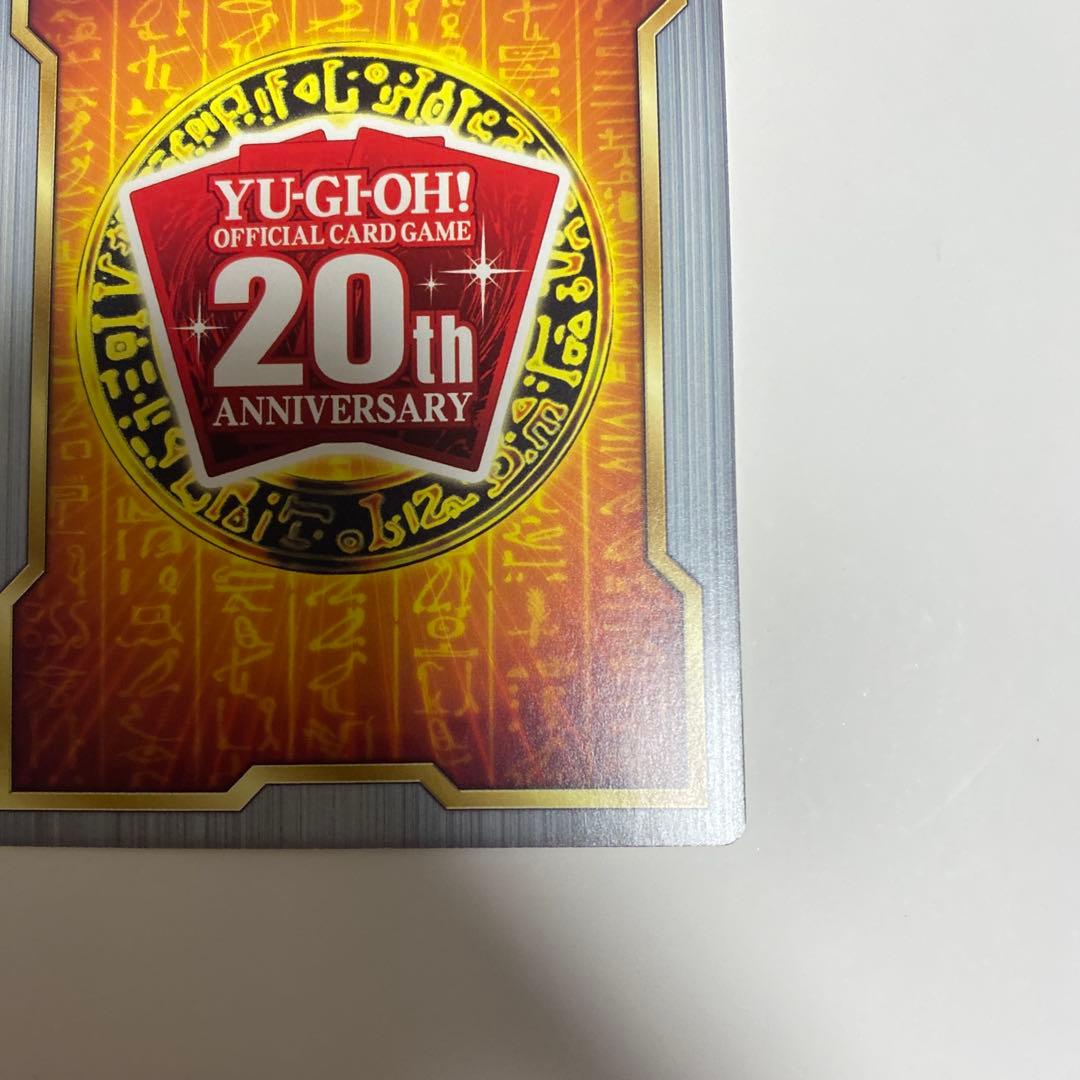 YU-GI-OH!
OFFICIAL CARD GAME
20th
ANNIVERSARY